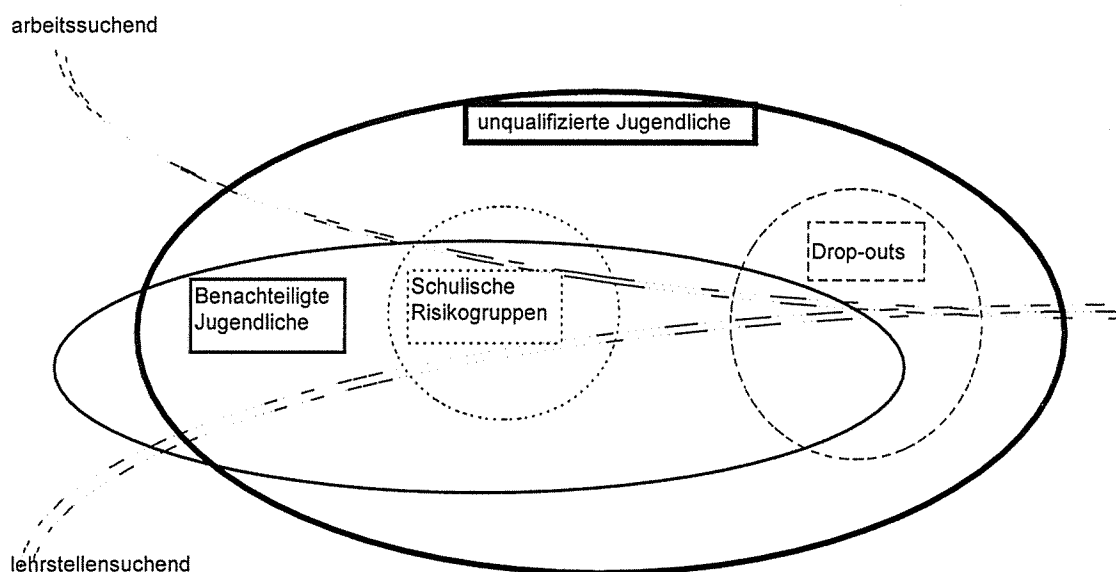 arbeitssuchend
unqualifizierte Jugendliche
Drop-outs
Benachteiligte
Jugendliche
Schulische
Risikogruppen
lehrstellensuchend